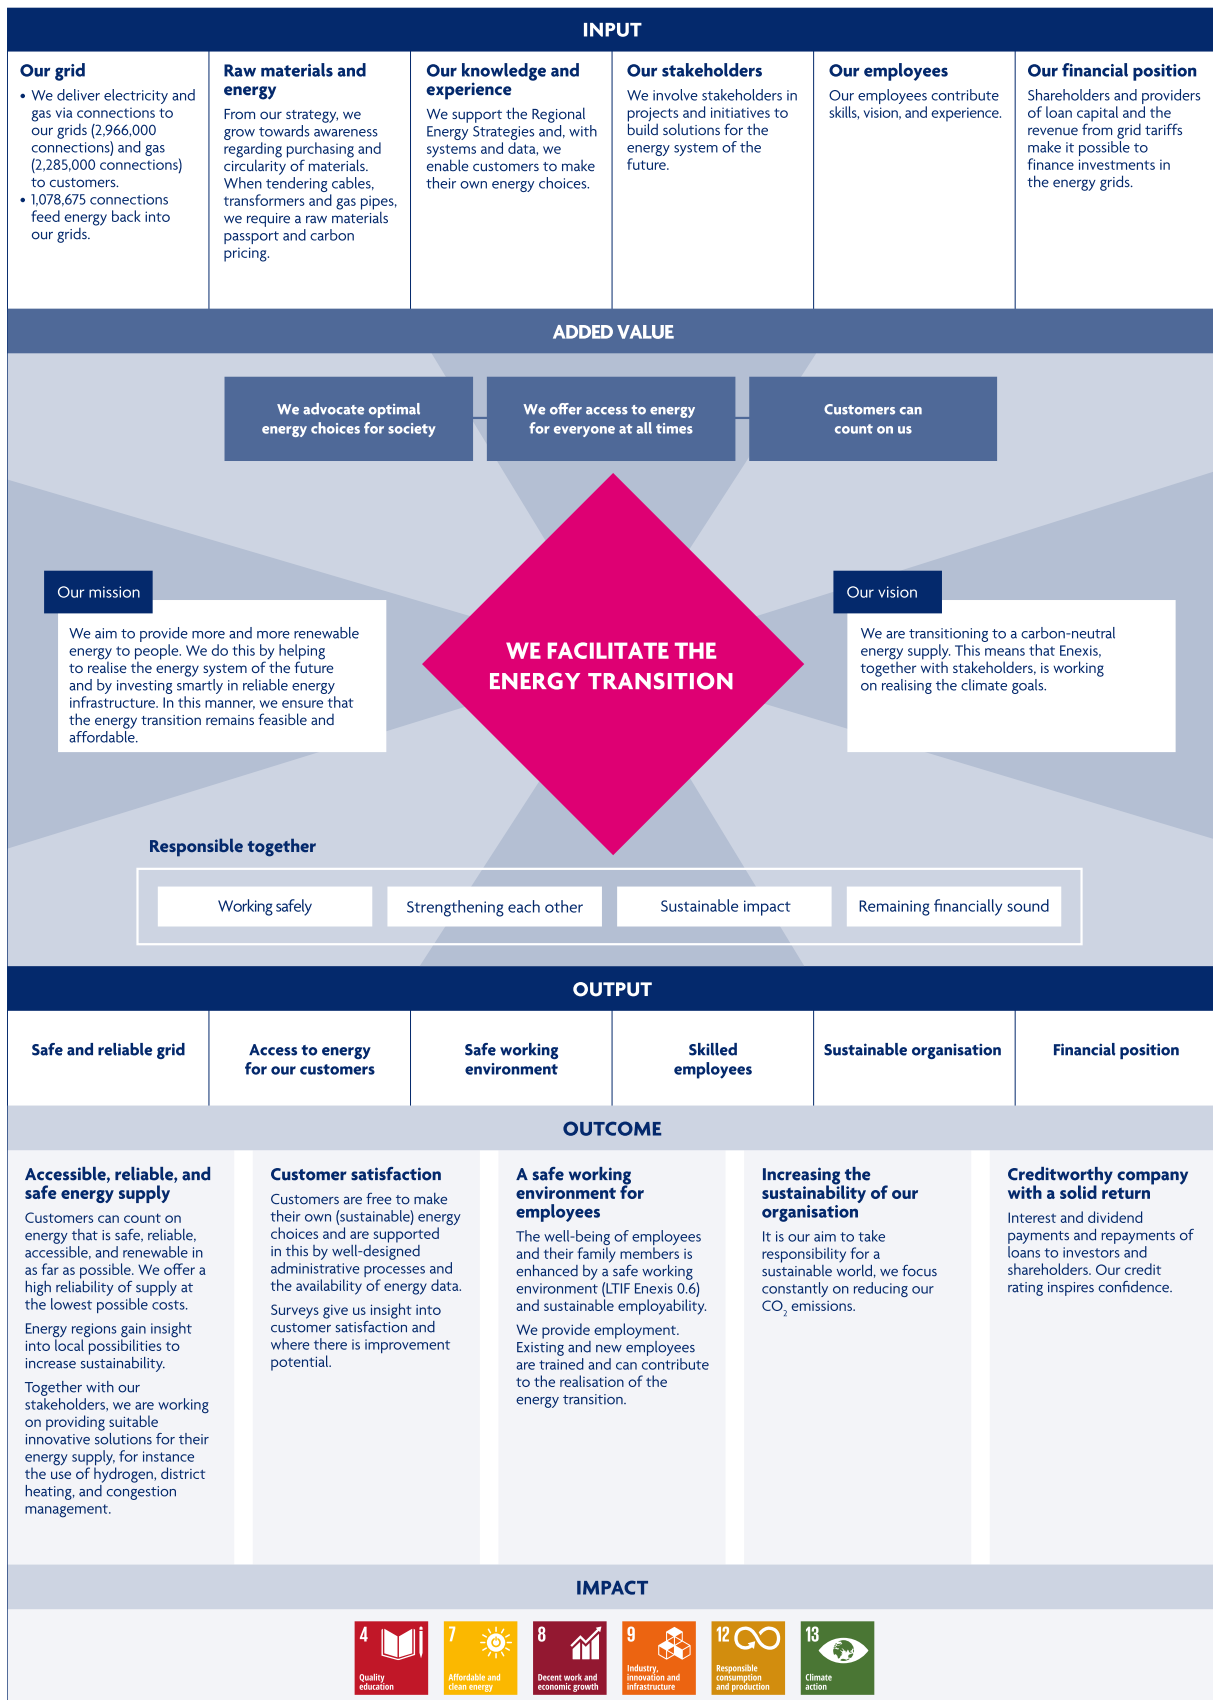 INPUT
Our grid
• We deliver electricity and
gas via connections to
our grids (2,966,000
connections) and gas
(2,285,000 connections)
to customers.
• 1,078,675 connections
feed energy back into
our grids.
Raw materials and
energy
From our strategy, we
grow towards awareness
regarding purchasing and
circularity of materials.
When tendering cables,
transformers and gas pipes,
we require a raw materials
passport and carbon
pricing.
Our knowledge and
experience
We support the Regional
Energy Strategies and, with
systems and data, we
enable customers to make
their own energy choices.
Our stakeholders
We involve stakeholders in
projects and initiatives to
build solutions for the
energy system of the
future.
Our employees
Our employees contribute
skills, vision, and experience.
Our financial position
Shareholders and providers
of loan capital and the
revenue from grid tariffs
make it possible to
finance investments in
the energy grids.
ADDED VALUE
We advocate optimal
energy choices for society
We offer access to energy
for everyone at all times
Customers can
count on us
Our mission
We aim to provide more and more renewable
energy to people. We do this by helping
to realise the energy system of the future
and by investing smartly in reliable energy
infrastructure. In this manner, we ensure that
the energy transition remains feasible and
affordable.
WE FACILITATE THE
ENERGY TRANSITION
Our vision
We are transitioning to a carbon-neutral
energy supply. This means that Enexis,
together with stakeholders, is working
on realising the climate goals.
Responsible together
Working safely
Strengthening each other
Sustainable impact
Remaining financially sound
OUTPUT
Safe and reliable grid
Access to energy
for our customers
Safe working
environment
Skilled
employees
Sustainable organisation
Financial position
OUTCOME
Accessible, reliable, and
safe energy supply
Customers can count on
energy that is safe, reliable,
accessible, and renewable in
as far as possible. We offer a
high reliability of supply at
the lowest possible costs.
Energy regions gain insight
into local possibilities to
increase sustainability.
Together with our
stakeholders, we are working
on providing suitable
innovative solutions for their
energy supply, for instance
the use of hydrogen, district
heating, and congestion
management.
Customer satisfaction
Customers are free to make
their own (sustainable) energy
choices and are supported
in this by well-designed
administrative processes and
the availability of energy data.
Surveys give us insight into
customer satisfaction and
where there is improvement
potential.
A safe working
environment for
employees
The well-being of employees
and their family members is
enhanced by a safe working
environment (LTIF Enexis 0.6)
and sustainable employability.
We provide employment.
Existing and new employees
are trained and can contribute
to the realisation of the
energy transition.
Increasing the
sustainability of our
organisation
It is our aim to take
responsibility for a
sustainable world, we focus
constantly on reducing our
CO₂ emissions.
Creditworthy company
with a solid return
Interest and dividend
payments and repayments of
loans to investors and
shareholders. Our credit
rating inspires confidence.
IMPACT
4
Quality
education
7
Affordable and
clean energy
8
Decent work and
economic growth
9
Industry,
innovation and
infrastructure
12
Responsible
consumption
and production
13
Climate
action